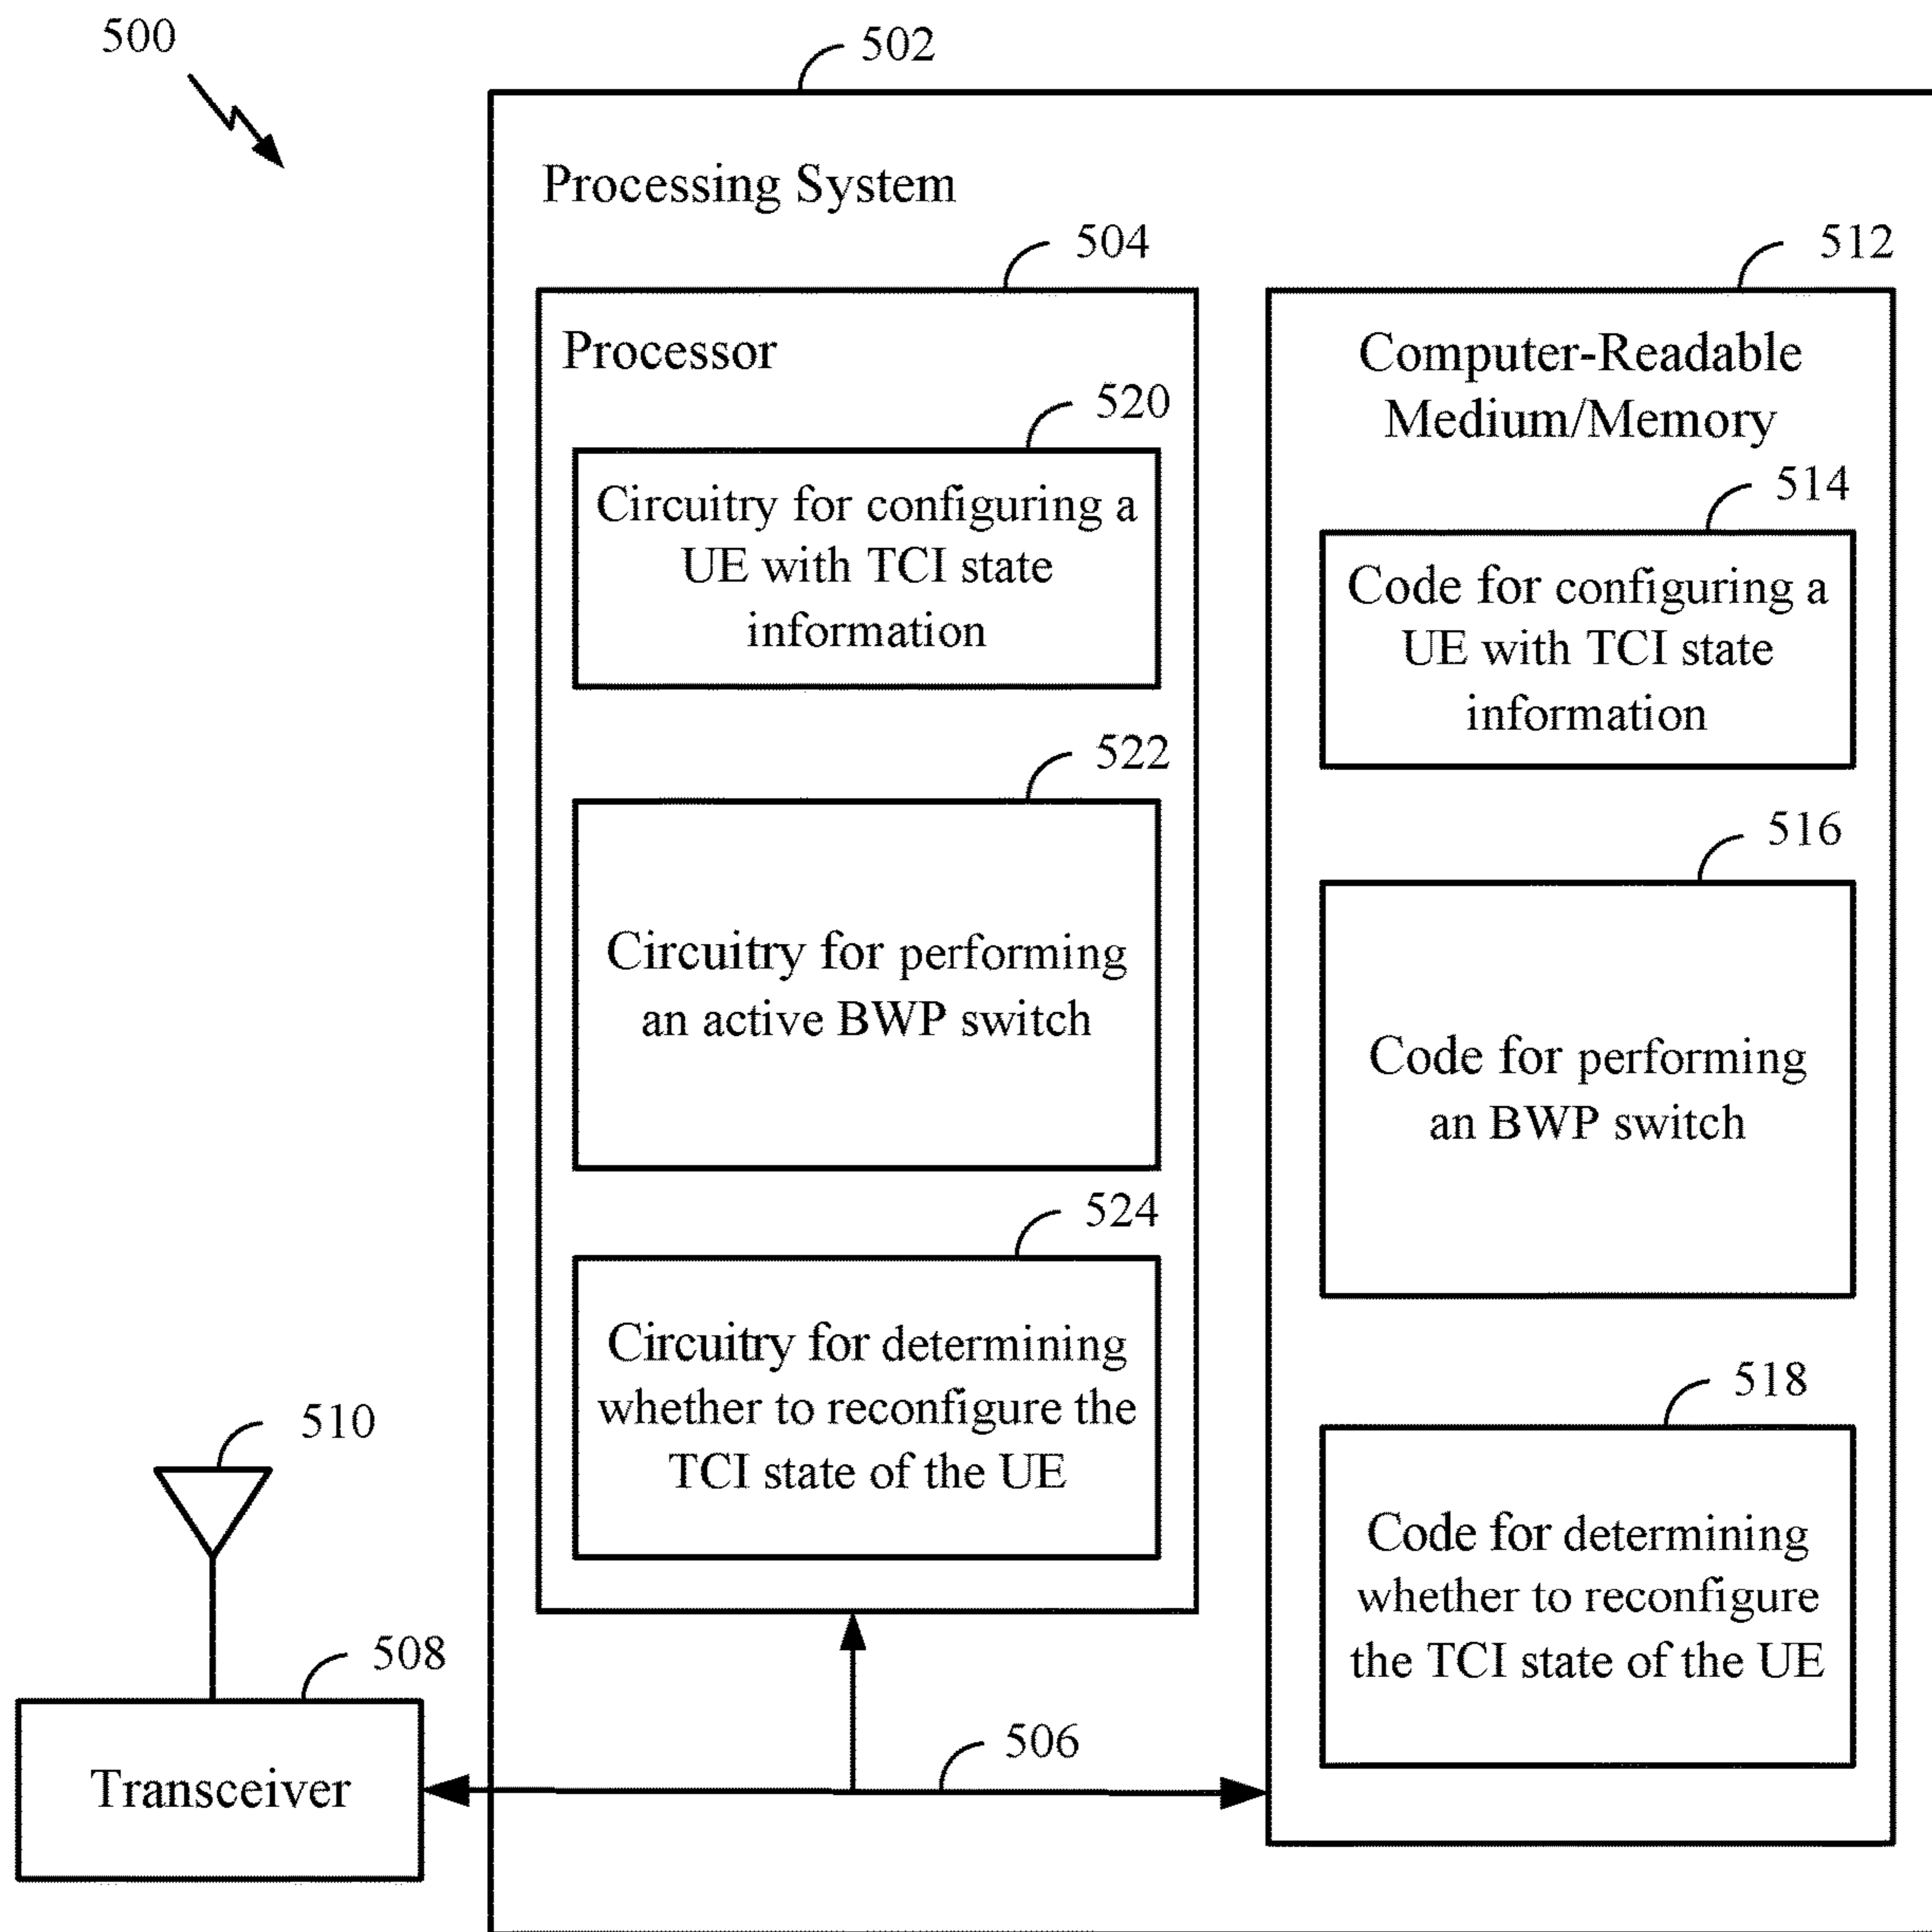 500
502
Processing System
504
Processor
520
Circuitry for configuring a
UE with TCI state
information
522
Circuitry for performing
an active BWP switch
524
Circuitry for determining
whether to reconfigure the
TCI state of the UE
512
Computer-Readable
Medium/Memory
514
Code for configuring a
UE with TCI state
information
516
Code for performing
an BWP switch
518
Code for determining
whether to reconfigure
the TCI state of the UE
510
508
Transceiver
506